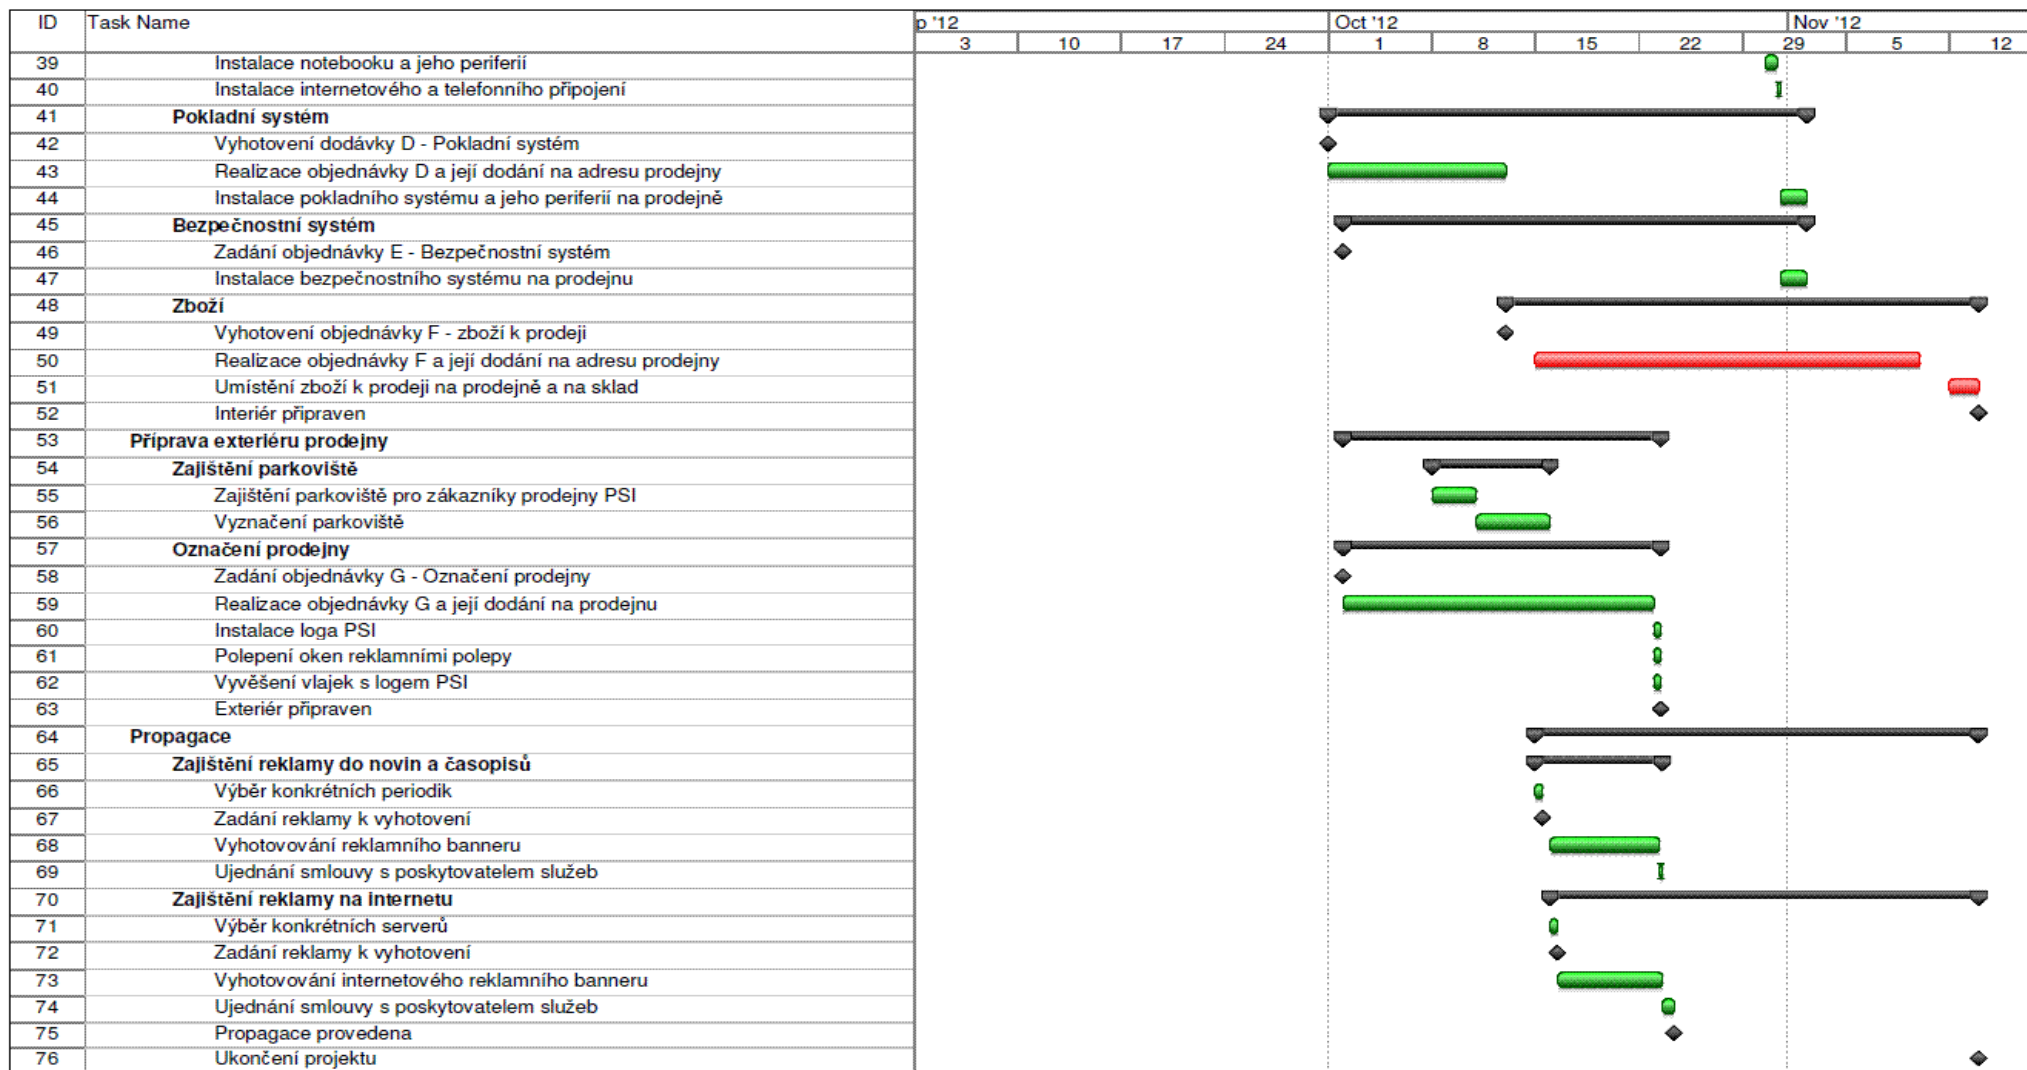 ID Task Name p '12 Oct '12 Nov '12
3 10 17 24 1 8 15 22 29 5 12
39 Instalace notebooku a jeho periferií
40 Instalace internetového a telefonního připojení
41 Pokladní systém
42 Vyhotovení dodávky D - Pokladní systém
43 Realizace objednávky D a její dodání na adresu prodejny
44 Instalace pokladního systému a jeho periferií na prodejně
45 Bezpečnostní systém
46 Zadání objednávky E - Bezpečnostní systém
47 Instalace bezpečnostního systému na prodejnu
48 Zboží
49 Vyhotovení objednávky F - zboží k prodeji
50 Realizace objednávky F a její dodání na adresu prodejny
51 Umístění zboží k prodeji na prodejně a na sklad
52 Interiér připraven
53 Příprava exteriéru prodejny
54 Zajištění parkoviště
55 Zajištění parkoviště pro zákazníky prodejny PSI
56 Vyznačení parkoviště
57 Označení prodejny
58 Zadání objednávky G - Označení prodejny
59 Realizace objednávky G a její dodání na prodejnu
60 Instalace loga PSI
61 Polepení oken reklamními polepy
62 Vyvěšení vlajek s logem PSI
63 Exteriér připraven
64 Propagace
65 Zajištění reklamy do novin a časopisů
66 Výběr konkrétních periodik
67 Zadání reklamy k vyhotovení
68 Vyhotovování reklamního banneru
69 Ujednání smlouvy s poskytovatelem služeb
70 Zajištění reklamy na internetu
71 Výběr konkrétních serverů
72 Zadání reklamy k vyhotovení
73 Vyhotovování internetového reklamního banneru
74 Ujednání smlouvy s poskytovatelem služeb
75 Propagace provedena
76 Ukončení projektu